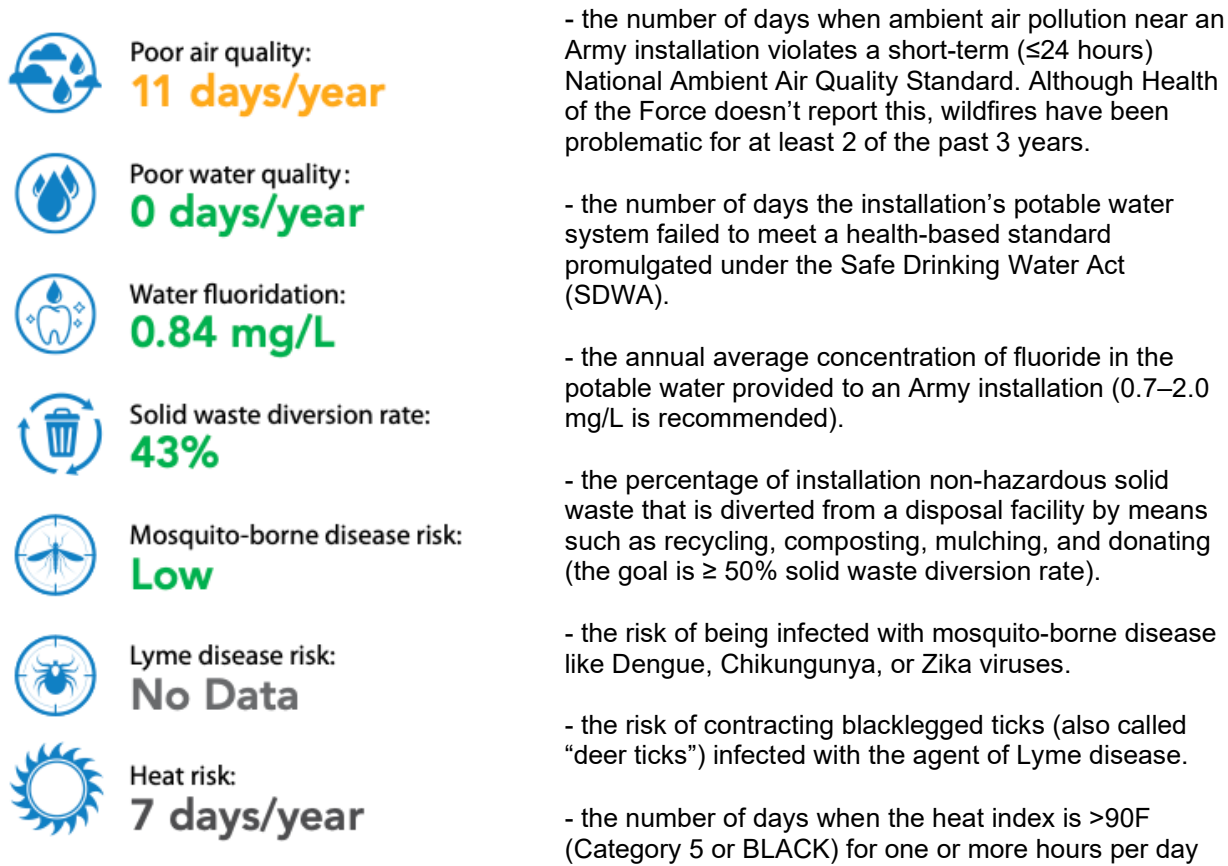 Poor air quality:
11 days/year
- the number of days when ambient air pollution near an
Army installation violates a short-term (≤24 hours)
National Ambient Air Quality Standard. Although Health
of the Force doesn’t report this, wildfires have been
problematic for at least 2 of the past 3 years.
Poor water quality:
0 days/year
- the number of days the installation’s potable water
system failed to meet a health-based standard
promulgated under the Safe Drinking Water Act
(SDWA).
Water fluoridation:
0.84 mg/L
- the annual average concentration of fluoride in the
potable water provided to an Army installation (0.7–2.0
mg/L is recommended).
Solid waste diversion rate:
43%
- the percentage of installation non-hazardous solid
waste that is diverted from a disposal facility by means
such as recycling, composting, mulching, and donating
(the goal is ≥ 50% solid waste diversion rate).
Mosquito-borne disease risk:
Low
- the risk of being infected with mosquito-borne disease
like Dengue, Chikungunya, or Zika viruses.
Lyme disease risk:
No Data
- the risk of contracting blacklegged ticks (also called
“deer ticks”) infected with the agent of Lyme disease.
Heat risk:
7 days/year
- the number of days when the heat index is >90F
(Category 5 or BLACK) for one or more hours per day